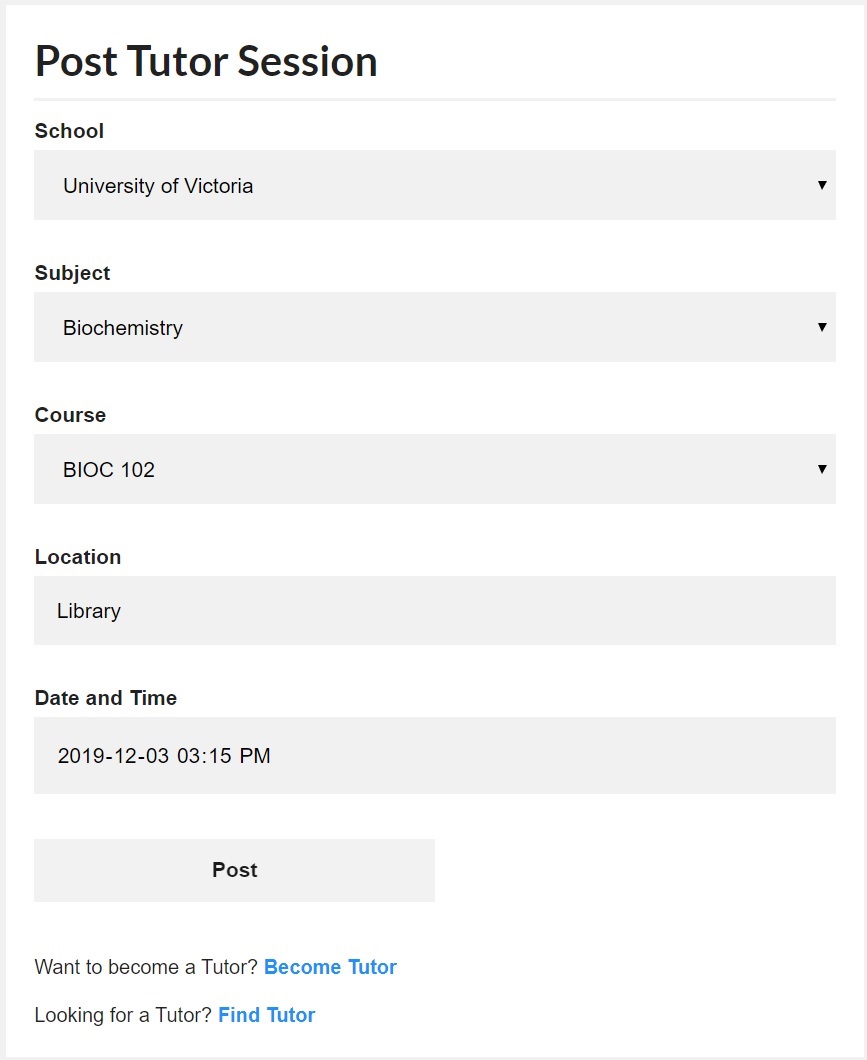 Post Tutor Session
School
University of Victoria
Subject
Biochemistry
Course
BIOC 102
Location
Library
Date and Time
2019-12-03 03:15 PM
Post
Want to become a Tutor? Become Tutor
Looking for a Tutor? Find Tutor